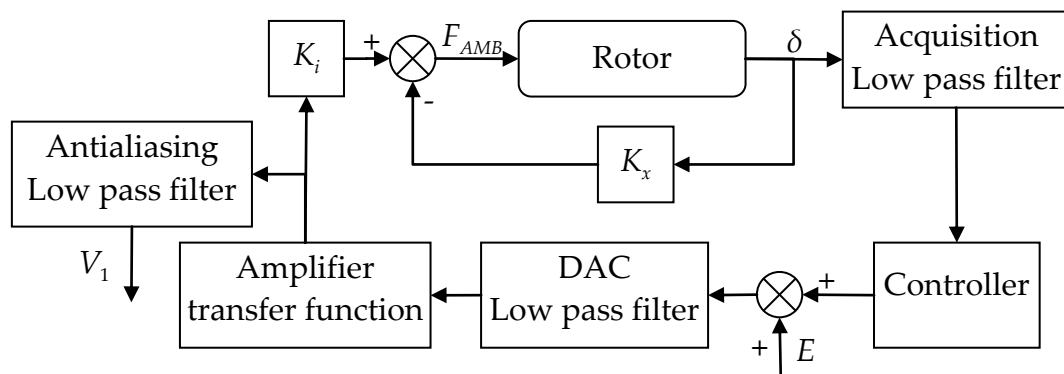 K_i
+
F_AMB
-
Rotor
δ
K_x
Acquisition
Low pass filter
Antialiasing
Low pass filter
V_1
Amplifier
transfer function
DAC
Low pass filter
+
+
E
Controller